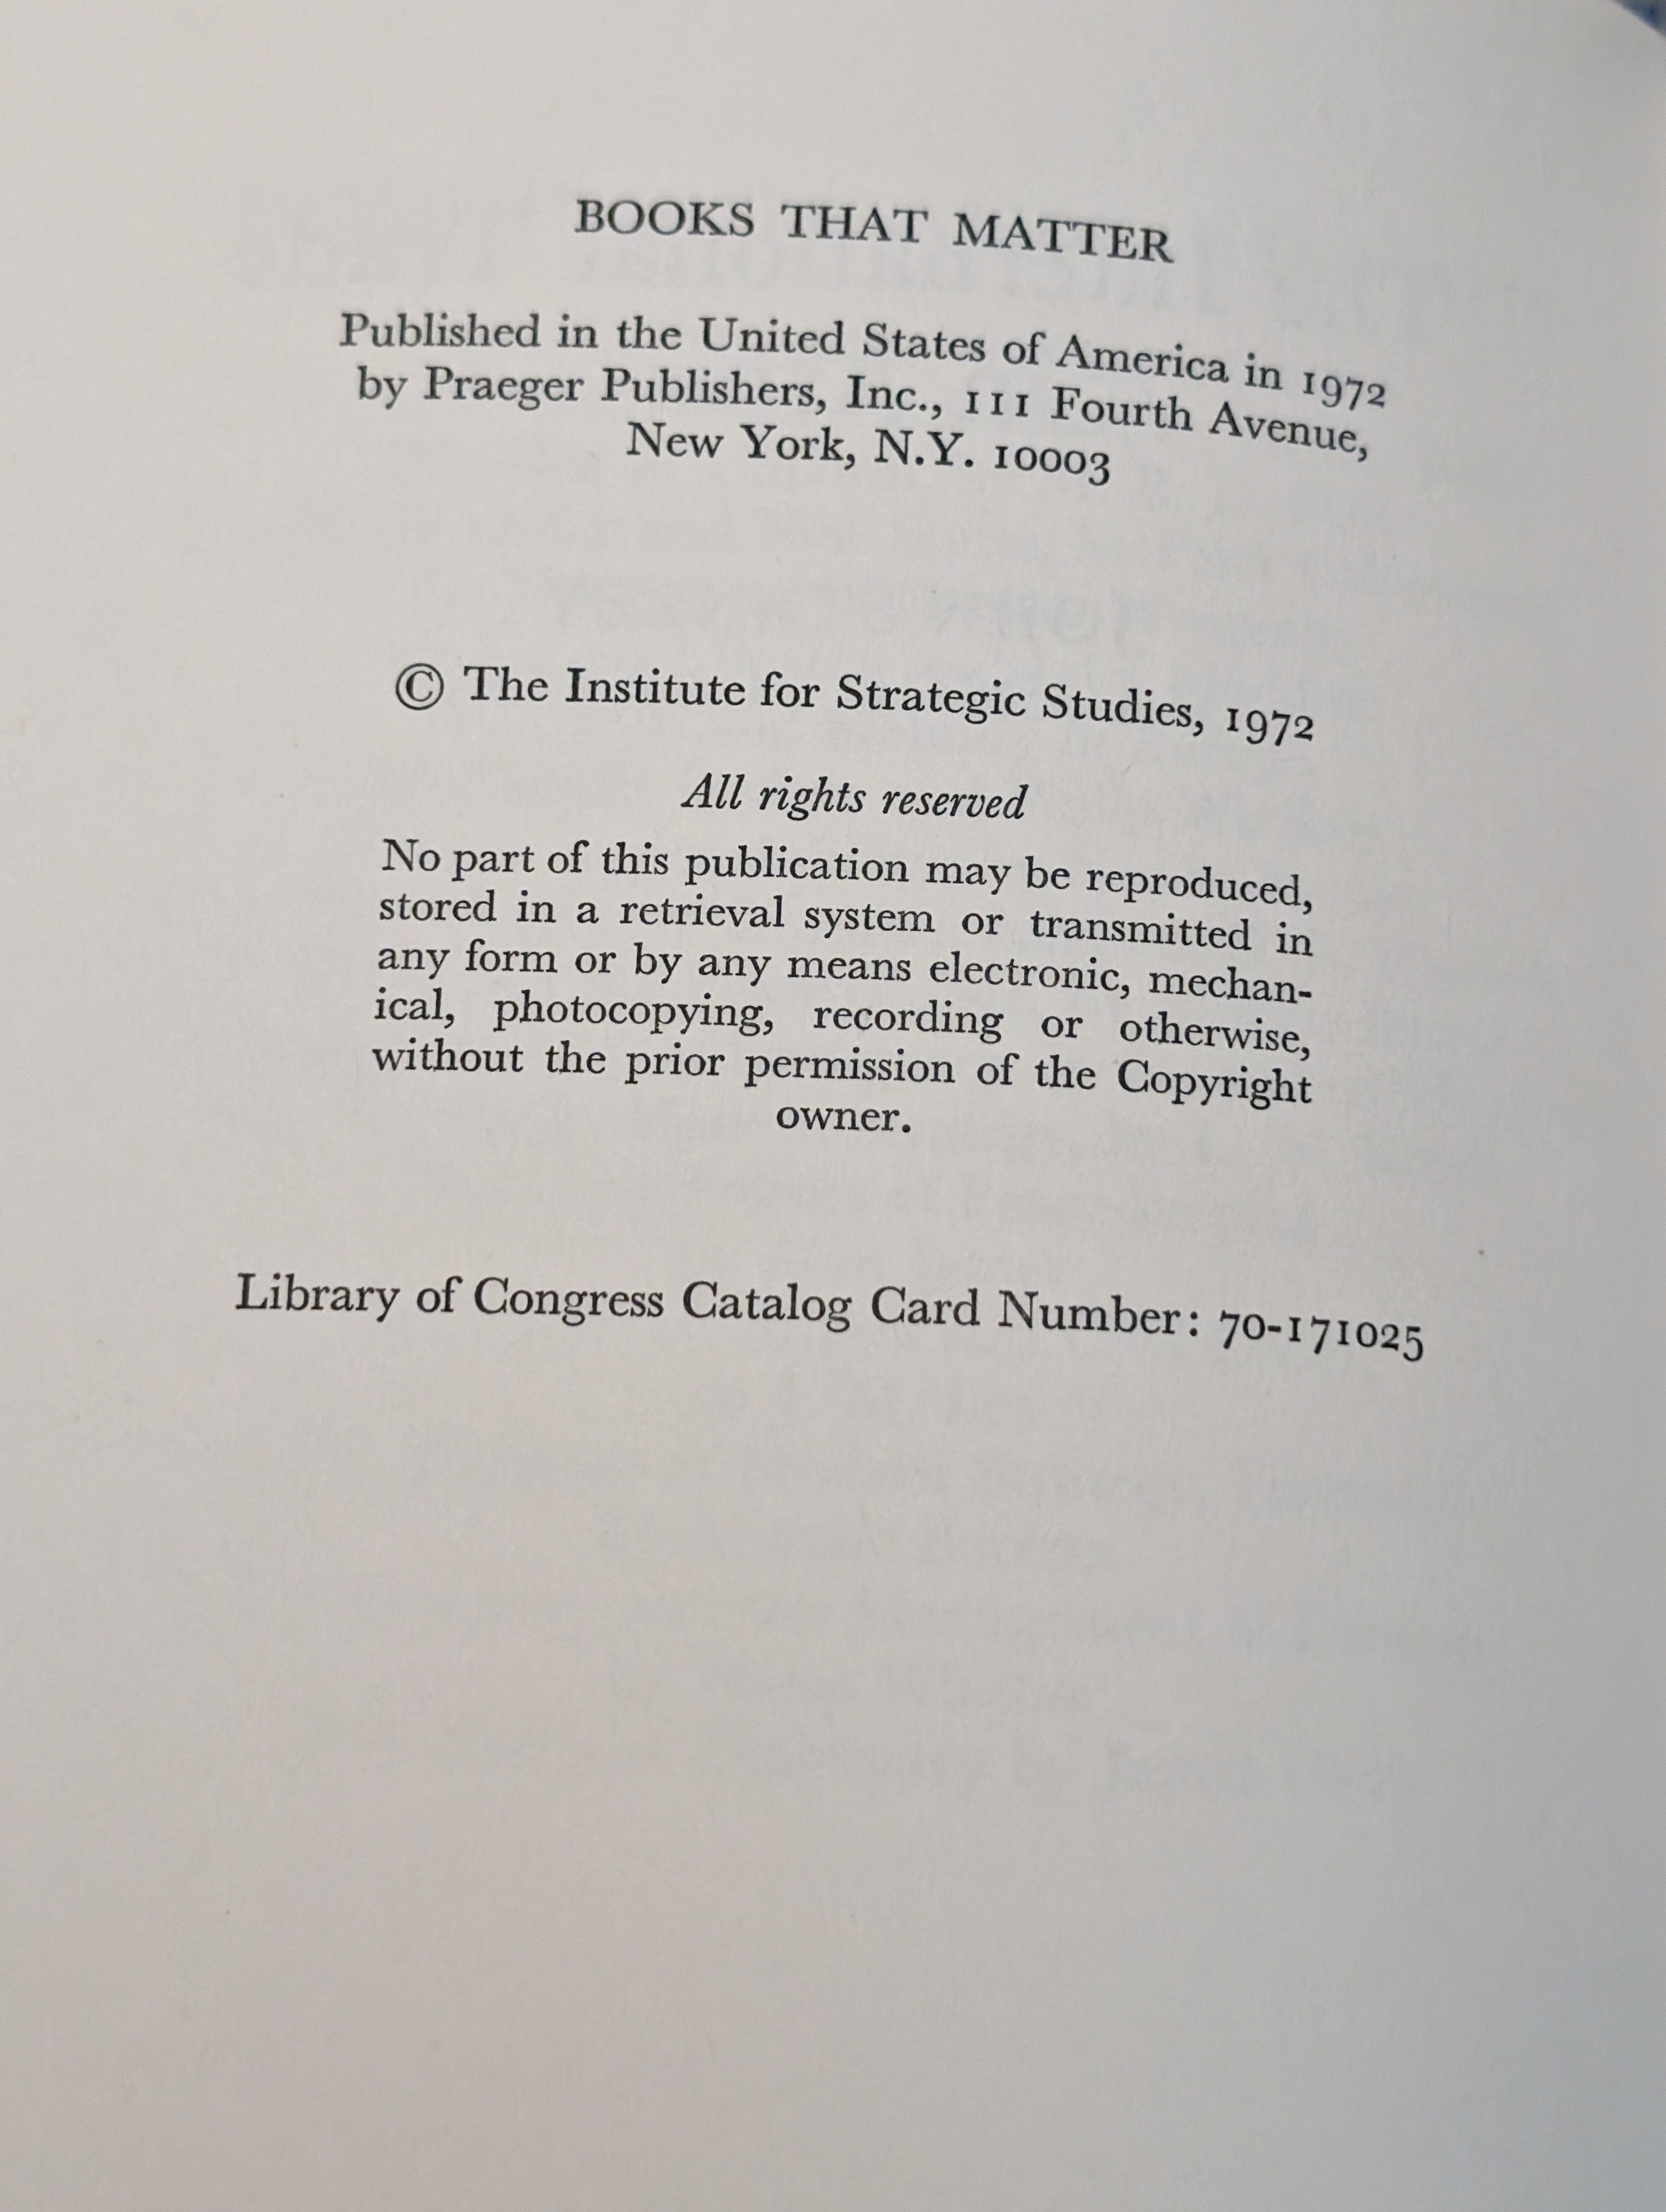 BOOKS THAT MATTER
Published in the United States of America in 1972
by Praeger Publishers, Inc., 111 Fourth Avenue,
New York, N.Y. 10003
© The Institute for Strategic Studies, 1972
All rights reserved
No part of this publication may be reproduced,
stored in a retrieval system or transmitted in
any form or by any means electronic, mechan-
ical, photocopying, recording or otherwise,
without the prior permission of the Copyright
owner.
Library of Congress Catalog Card Number: 70-171025